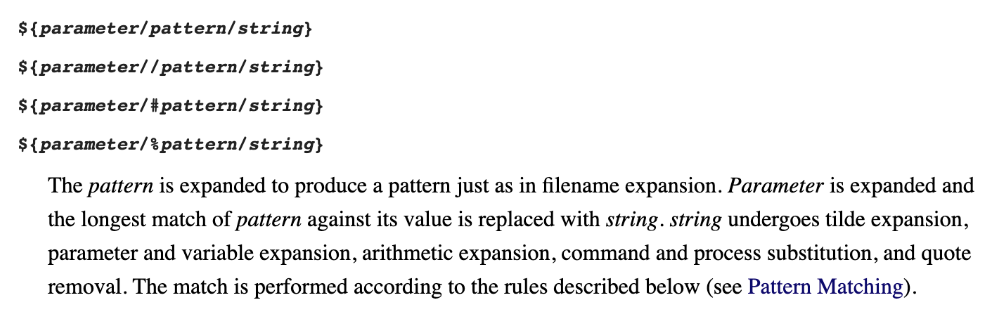 ${parameter/pattern/string}
${parameter//pattern/string}
${parameter/#pattern/string}
${parameter/%pattern/string}
The pattern is expanded to produce a pattern just as in filename expansion. Parameter is expanded and
the longest match of pattern against its value is replaced with string. string undergoes tilde expansion,
parameter and variable expansion, arithmetic expansion, command and process substitution, and quote
removal. The match is performed according to the rules described below (see Pattern Matching).